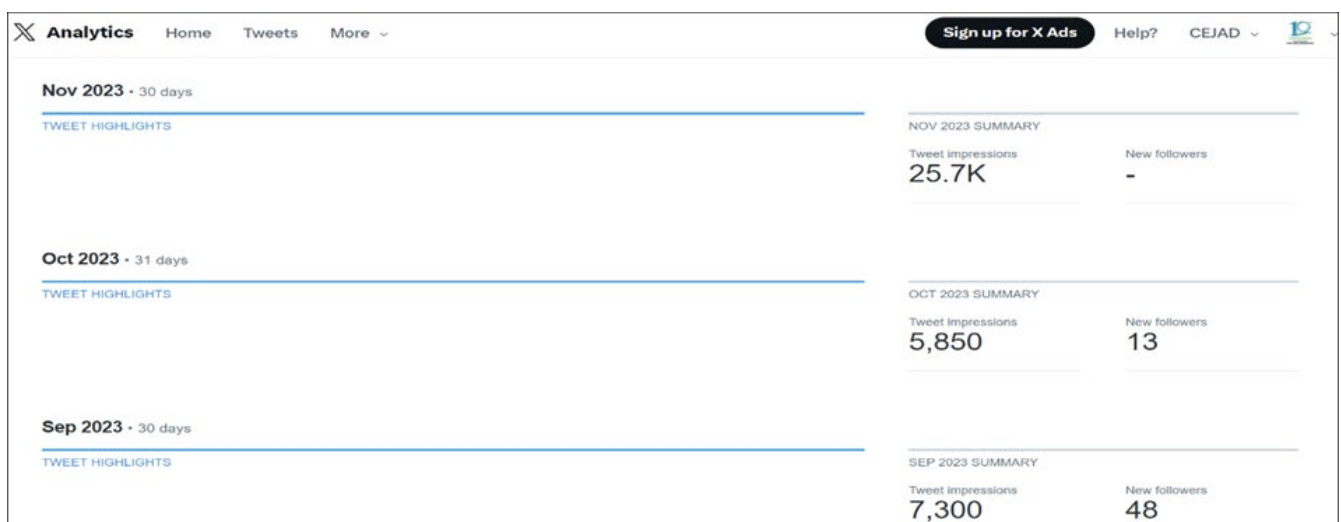 X Analytics Home Tweets More Sign up for X Ads Help? CEJAD
Nov 2023 · 30 days
TWEET HIGHLIGHTS
NOV 2023 SUMMARY
Tweet impressions New followers
25.7K -
Oct 2023 · 31 days
TWEET HIGHLIGHTS
OCT 2023 SUMMARY
Tweet impressions New followers
5,850 13
Sep 2023 · 30 days
TWEET HIGHLIGHTS
SEP 2023 SUMMARY
Tweet impressions New followers
7,300 48